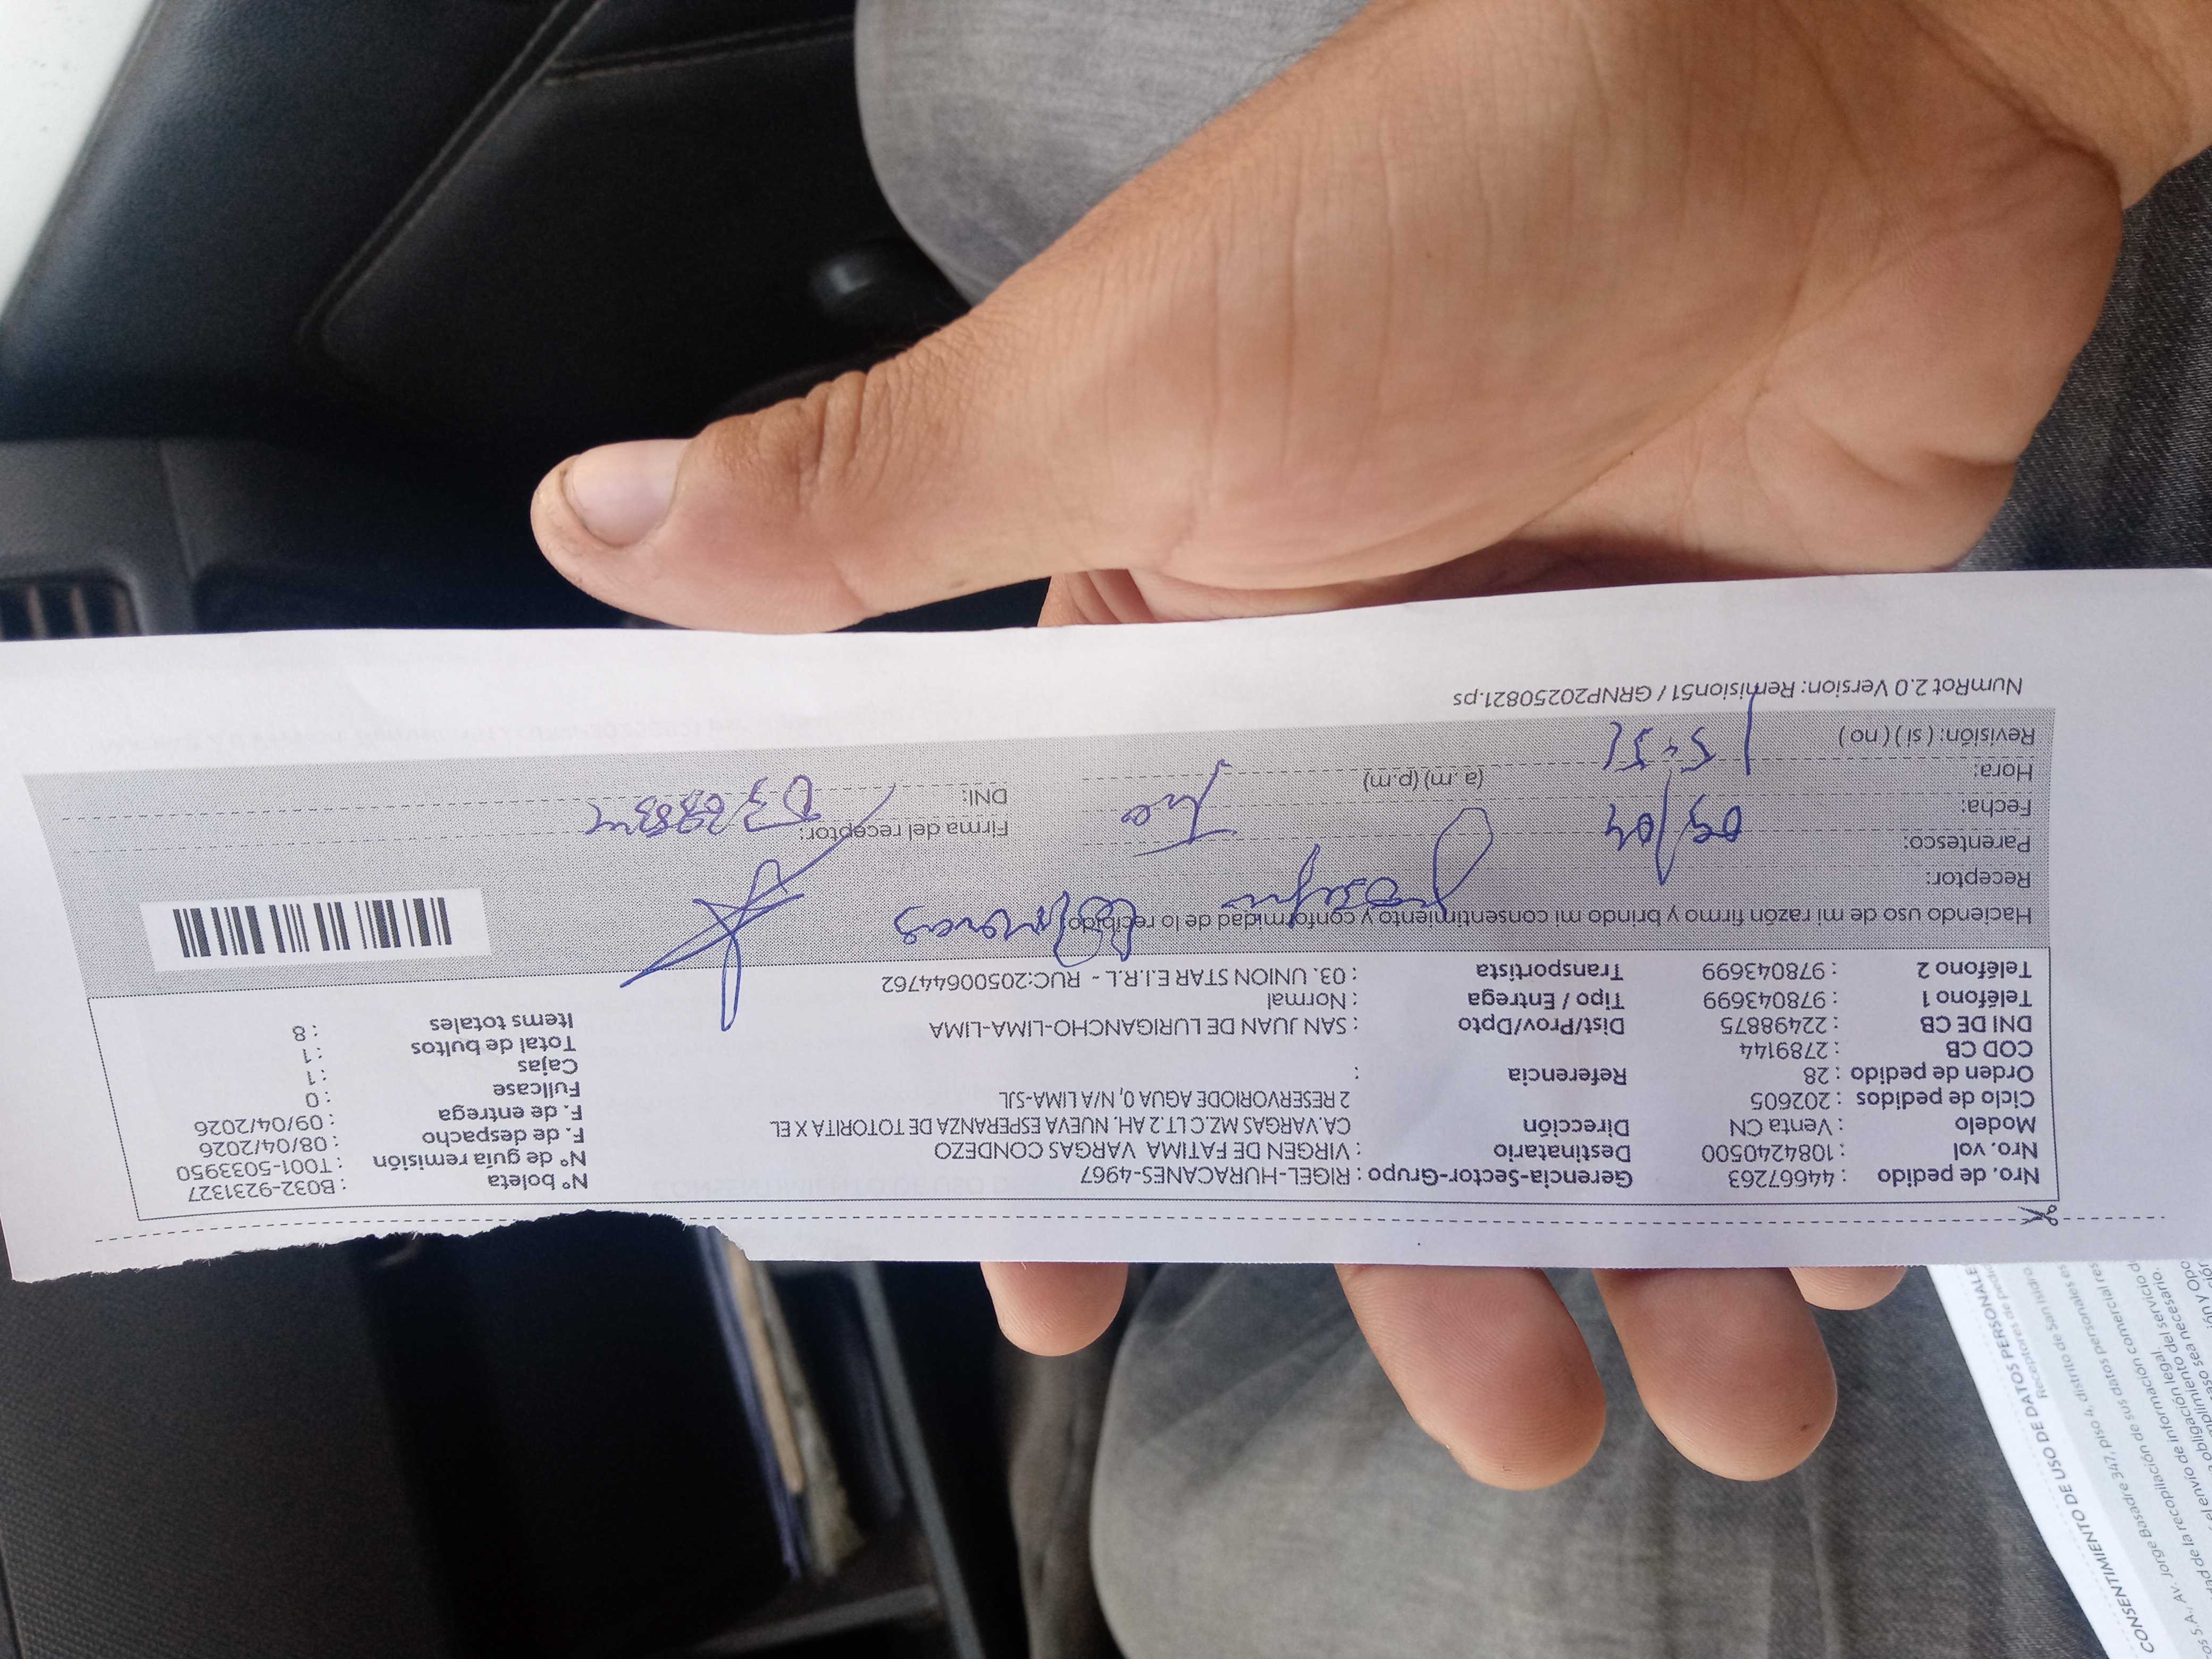 Nro. de pedido : 44667263 Gerencia-Sector-Grupo : RIGEL-HURACANES-4967 N° boleta : B032-9231327
Nro. vol : 1084240500 Destinatario : VIRGEN DE FATIMA VARGAS CONDEZO N° de guía remisión : T001-5033950
Modelo : Venta CN Dirección CA.VARGAS MZ.C LT.2 AH. NUEVA ESPERANZA DE TOTORITA X EL F. de despacho : 08/04/2026
Ciclo de pedidos : 202605 2 RESERVORIODE AGUA 0, N/A LIMA-SJL F. de entrega : 09/04/2026
Orden de pedido : 28 Referencia : Fullcase : 0
COD CB : 2789144 Cajas : 1
DNI DE CB : 22498875 Dist/Prov/Dpto : SAN JUAN DE LURIGANCHO-LIMA-LIMA Total de bultos : 1
Teléfono 1 : 978043699 Tipo / Entrega : Normal Items totales : 8
Teléfono 2 : 978043699 Transportista : 03. UNION STAR E.I.R.L - RUC:20500644762
Haciendo uso de mi razón firmo y brindo mi consentimiento y conformidad de lo recibido
Receptor:
Parentesco: Firma del receptor:
Fecha: 09/04 DNI:
Hora: (a.m) (p.m)
Revisión: ( si ) ( no )
NumRot 2.0 Version: Remision51 / GRNP20250821.ps
CONSENTIMIENTO DE USO DE DATOS PERSONALE